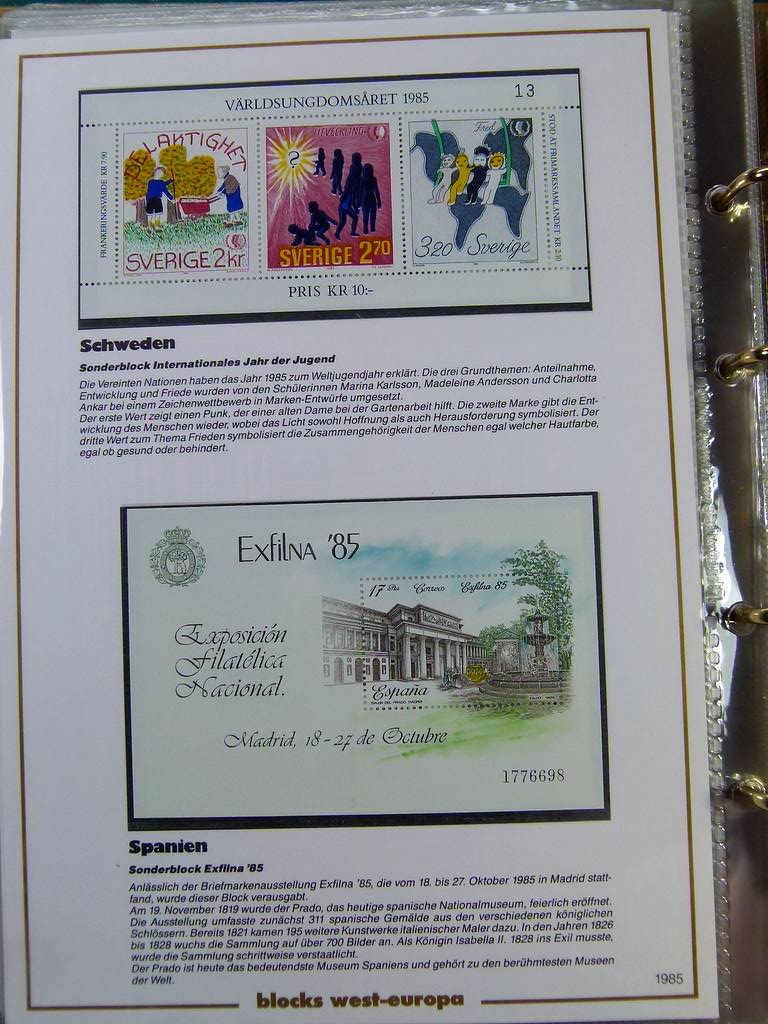 VÄRLDSUNGDOMSÅRET 1985
13
FRANKERINGSVÄRDE KR 7:90
DELAKTIGHET
SVERIGE 2kr
UTVECKLING
?
SVERIGE 2 70
Fred
3.20 Sverige
STÖD ÅT FRIMÄRKSSAMLANDET KR 2:10
PRIS KR 10:-
Schweden
Sonderblock Internationales Jahr der Jugend
Die Vereinten Nationen haben das Jahr 1985 zum Weltjugendjahr erklärt. Die drei Grundthemen: Anteilnahme,
Entwicklung und Friede wurden von den Schülerinnen Marina Karlsson, Madeleine Andersson und Charlotta
Ankar bei einem Zeichenwettbewerb in Marken-Entwürfe umgesetzt.
Der erste Wert zeigt einen Punk, der einer alten Dame bei der Gartenarbeit hilft. Die zweite Marke gibt die Ent-
wicklung des Menschen wieder, wobei das Licht sowohl Hoffnung als auch Herausforderung symbolisiert. Der
dritte Wert zum Thema Frieden symbolisiert die Zusammengehörigkeit der Menschen egal welcher Hautfarbe,
egal ob gesund oder behindert.
Exfilna '85
17 Pta Correos Exfilna 85
Exposición
Filatélica
Nacional.
España
SALON DEL PRADO. MADRID
Madrid, 18-27 de Octubre
1776698
Spanien
Sonderblock Exfilna '85
Anläslich der Briefmarkenausstellung Exfilna '85, die vom 18. bis 27. Oktober 1985 in Madrid statt-
fand, wurde dieser Block verausgabt.
Am 19. November 1819 wurde der Prado, das heutige spanische Nationalmuseum, feierlich eröffnet.
Die Ausstellung umfasste zunächst 311 spanische Gemälde aus den verschiedenen königlichen
Schlössern. Bereits 1821 kamen 195 weitere Kunstwerke italienischer Maler dazu. In den Jahren 1826
bis 1828 wuchs die Sammlung auf über 700 Bilder an. Als Königin Isabella II. 1828 ins Exil musste,
wurde die Sammlung schrittweise verstaatlicht.
Der Prado ist heute das bedeutendste Museum Spaniens und gehört zu den berühmtesten Museen
der Welt.
1985
blocks west-europa